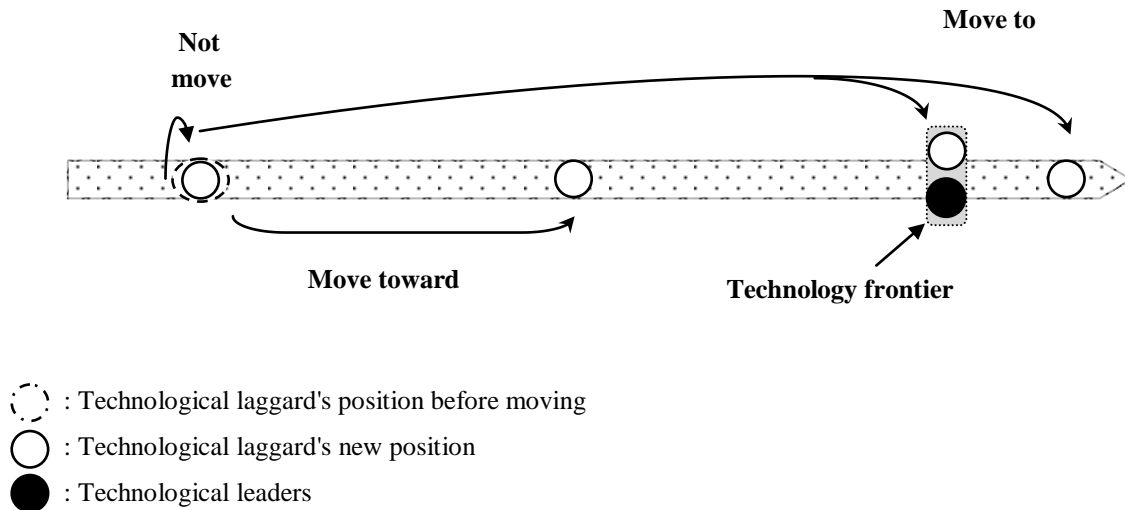 Move to
Not
move
Move toward
Technology frontier
: Technological laggard's position before moving
: Technological laggard's new position
: Technological leaders